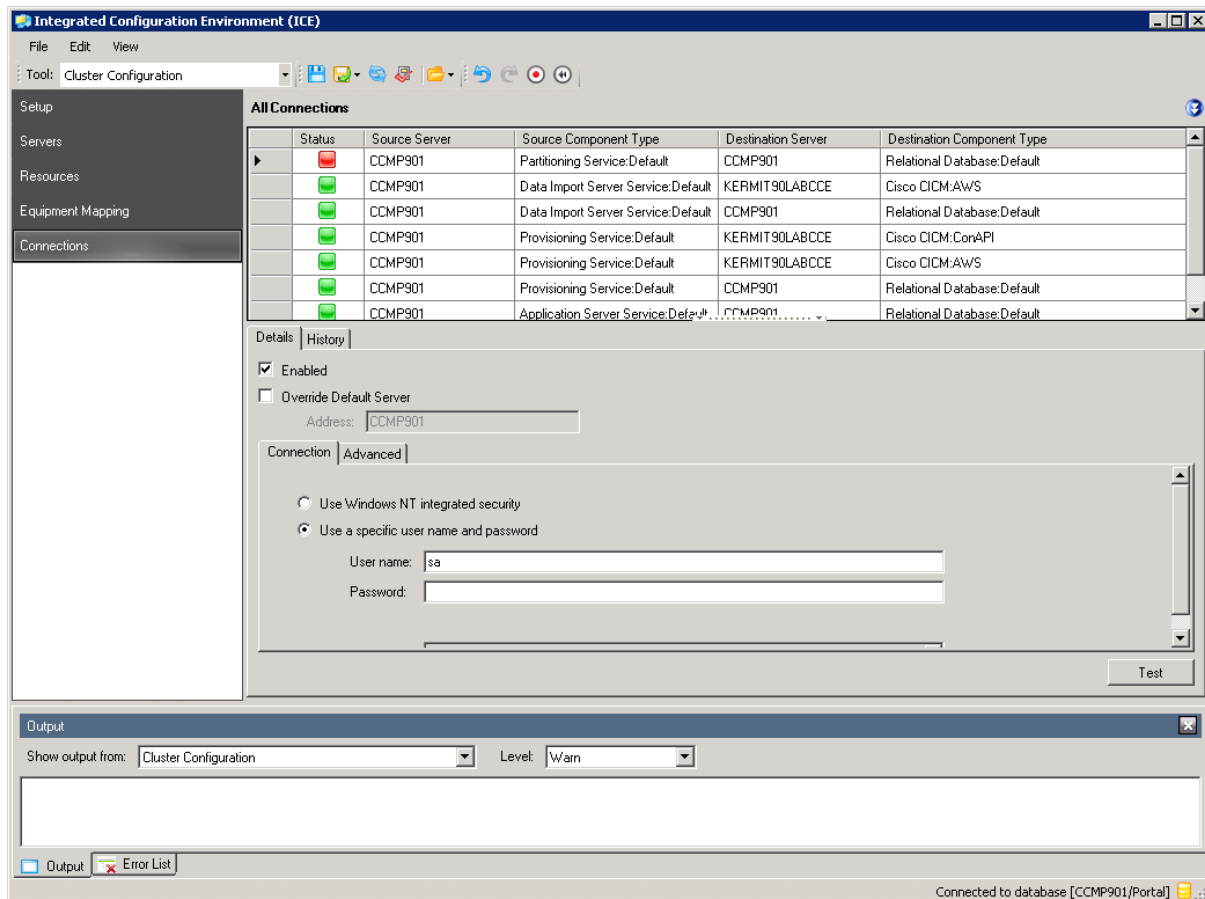 Integrated Configuration Environment (ICE)
File Edit View
Tool: Cluster Configuration
Setup
Servers
Resources
Equipment Mapping
Connections
All Connections
Status Source Server Source Component Type Destination Server Destination Component Type
CCMP901 Partitioning Service:Default CCMP901 Relational Database:Default
CCMP901 Data Import Server Service:Default KERMIT90LABCCE Cisco CICM:AWS
CCMP901 Data Import Server Service:Default CCMP901 Relational Database:Default
CCMP901 Provisioning Service:Default KERMIT90LABCCE Cisco CICM:ConAPI
CCMP901 Provisioning Service:Default KERMIT90LABCCE Cisco CICM:AWS
CCMP901 Provisioning Service:Default CCMP901 Relational Database:Default
CCMP901 Application Server Service:Default CCMP901 Relational Database:Default
Details History
Enabled
Override Default Server
Address: CCMP901
Connection Advanced
Use Windows NT integrated security
Use a specific user name and password
User name: sa
Password:
Test
Output
Show output from: Cluster Configuration Level: Warn
Output Error List
Connected to database [CCMP901/Portal]